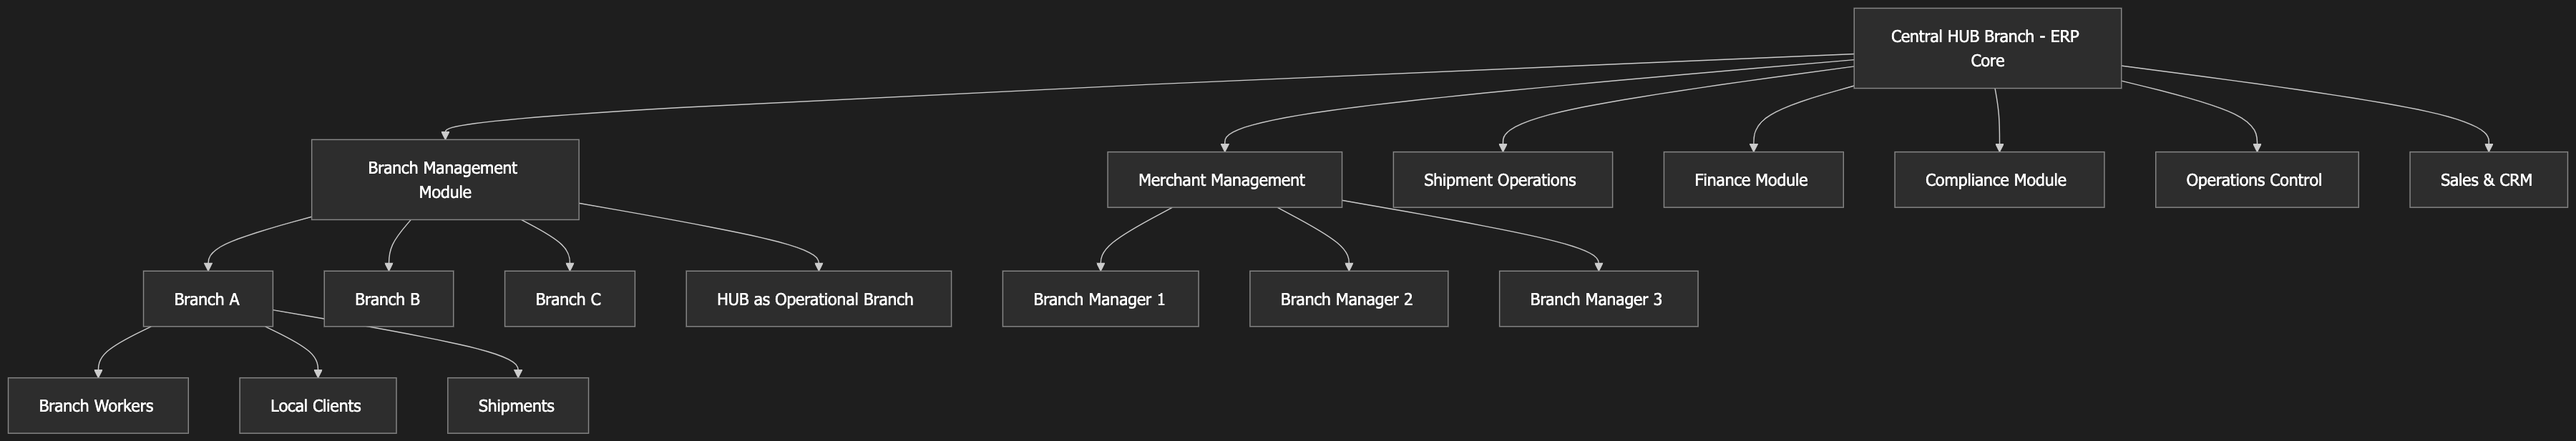 Central HUB Branch - ERP
Core
Branch Management
Module
Merchant Management
Shipment Operations
Finance Module
Compliance Module
Operations Control
Sales & CRM
Branch A
Branch B
Branch C
HUB as Operational Branch
Branch Manager 1
Branch Manager 2
Branch Manager 3
Branch Workers
Local Clients
Shipments